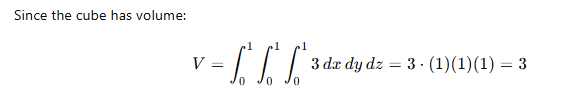 Since the cube has volume:
V = ∫₀¹ ∫₀¹ ∫₀¹ 3 dx dy dz = 3 · (1)(1)(1) = 3